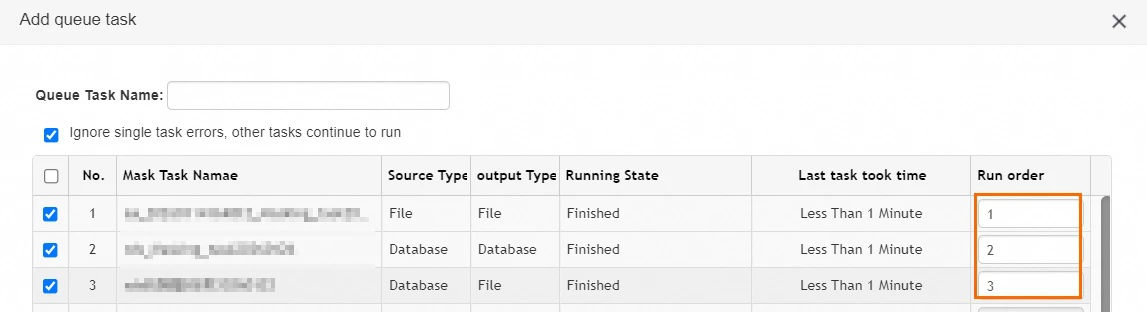 Add queue task
Queue Task Name:
Ignore single task errors, other tasks continue to run
No. Mask Task Namae Source Type output Type Running State Last task took time Run order
1 File File Finished Less Than 1 Minute 1
2 Database Database Finished Less Than 1 Minute 2
3 Database File Finished Less Than 1 Minute 3